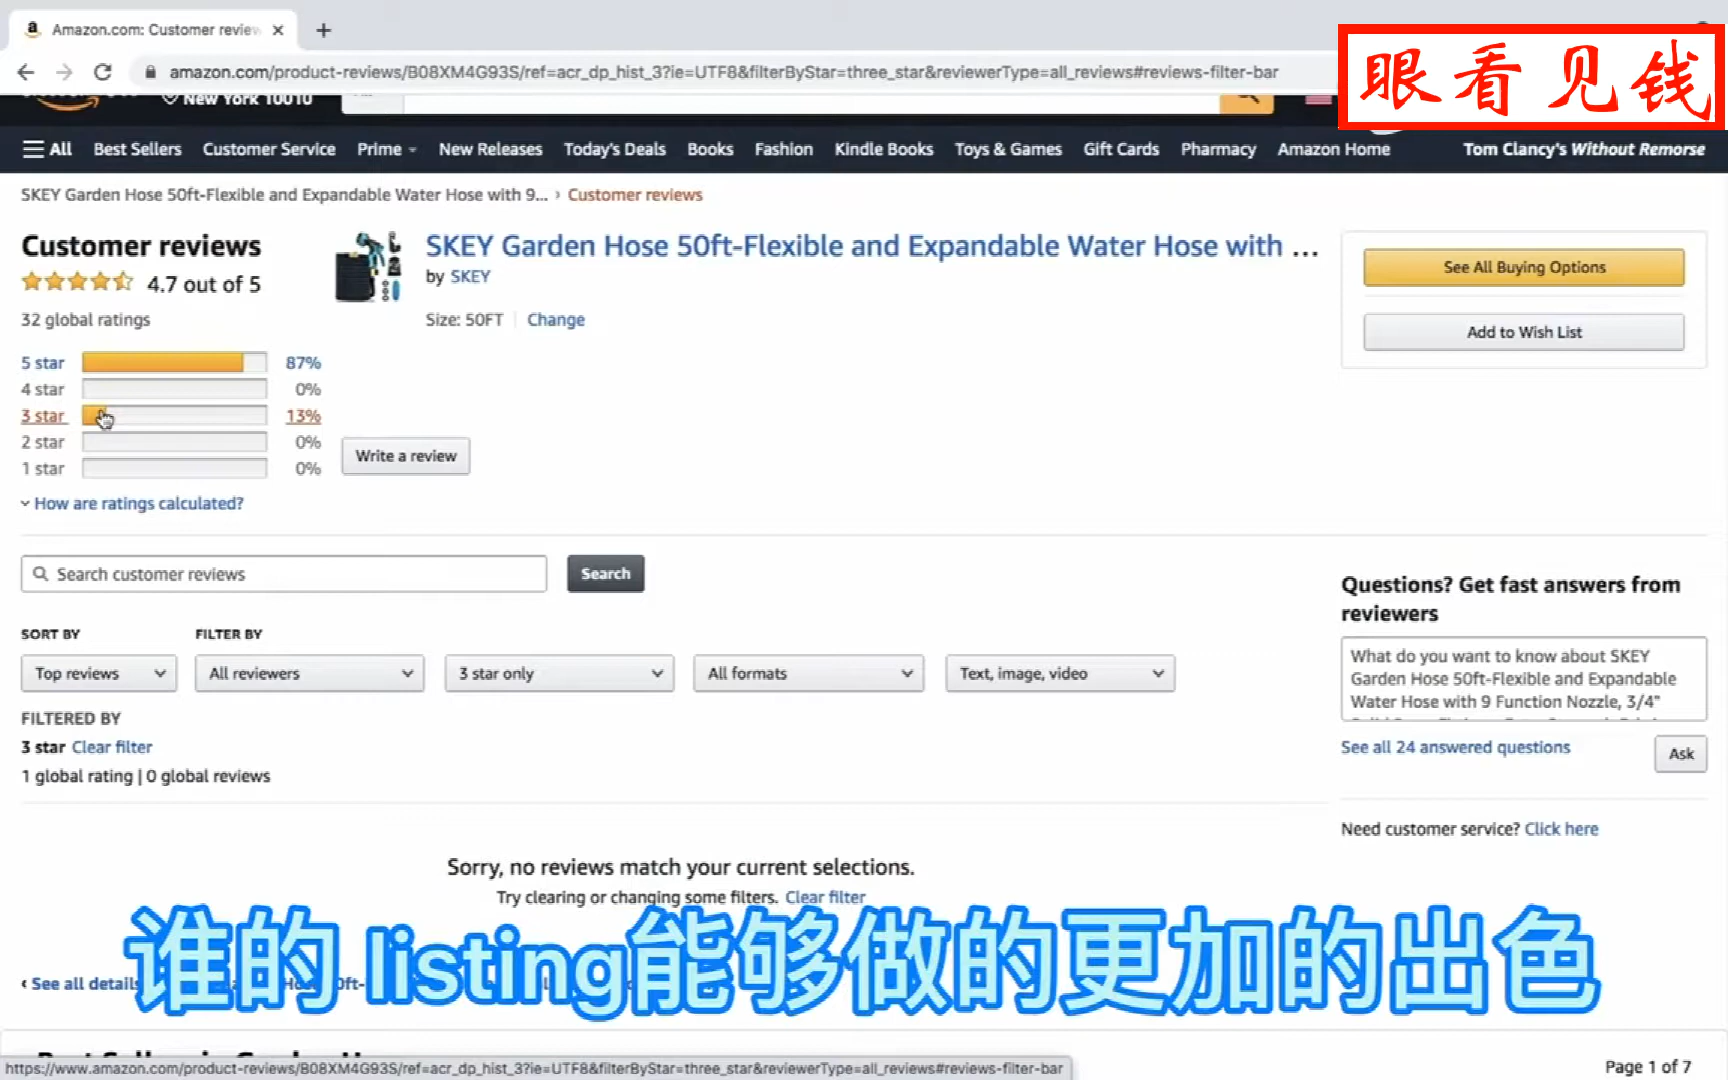 Amazon.com: Customer review
眼看见钱
amazon.com/product-reviews/B08XM4G93S/ref=acr_dp_hist_3?ie=UTF8&filterByStar=three_star&reviewerType=all_reviews#reviews-filter-bar
New York 10010
All Best Sellers Customer Service Prime New Releases Today's Deals Books Fashion Kindle Books Toys & Games Gift Cards Pharmacy Amazon Home Tom Clancy's Without Remorse
SKEY Garden Hose 50ft-Flexible and Expandable Water Hose with 9... › Customer reviews
Customer reviews
4.7 out of 5
32 global ratings
5 star 87%
4 star 0%
3 star 13%
2 star 0%
1 star 0%
How are ratings calculated?
SKEY Garden Hose 50ft-Flexible and Expandable Water Hose with ...
by SKEY
Size: 50FT Change
Write a review
See All Buying Options
Add to Wish List
Search customer reviews Search
SORT BY FILTER BY
Top reviews All reviewers 3 star only All formats Text, image, video
FILTERED BY
3 star Clear filter
1 global rating | 0 global reviews
Questions? Get fast answers from
reviewers
What do you want to know about SKEY
Garden Hose 50ft-Flexible and Expandable
Water Hose with 9 Function Nozzle, 3/4"
See all 24 answered questions
Ask
Need customer service? Click here
Sorry, no reviews match your current selections.
Try clearing or changing some filters. Clear filter
‹ See all details
谁的 listing能够做的更加的出色
Page 1 of 7
https://www.amazon.com/product-reviews/B08XM4G93S/ref=acr_dp_hist_3?ie=UTF8&filterByStar=three_star&reviewerType=all_reviews#reviews-filter-bar